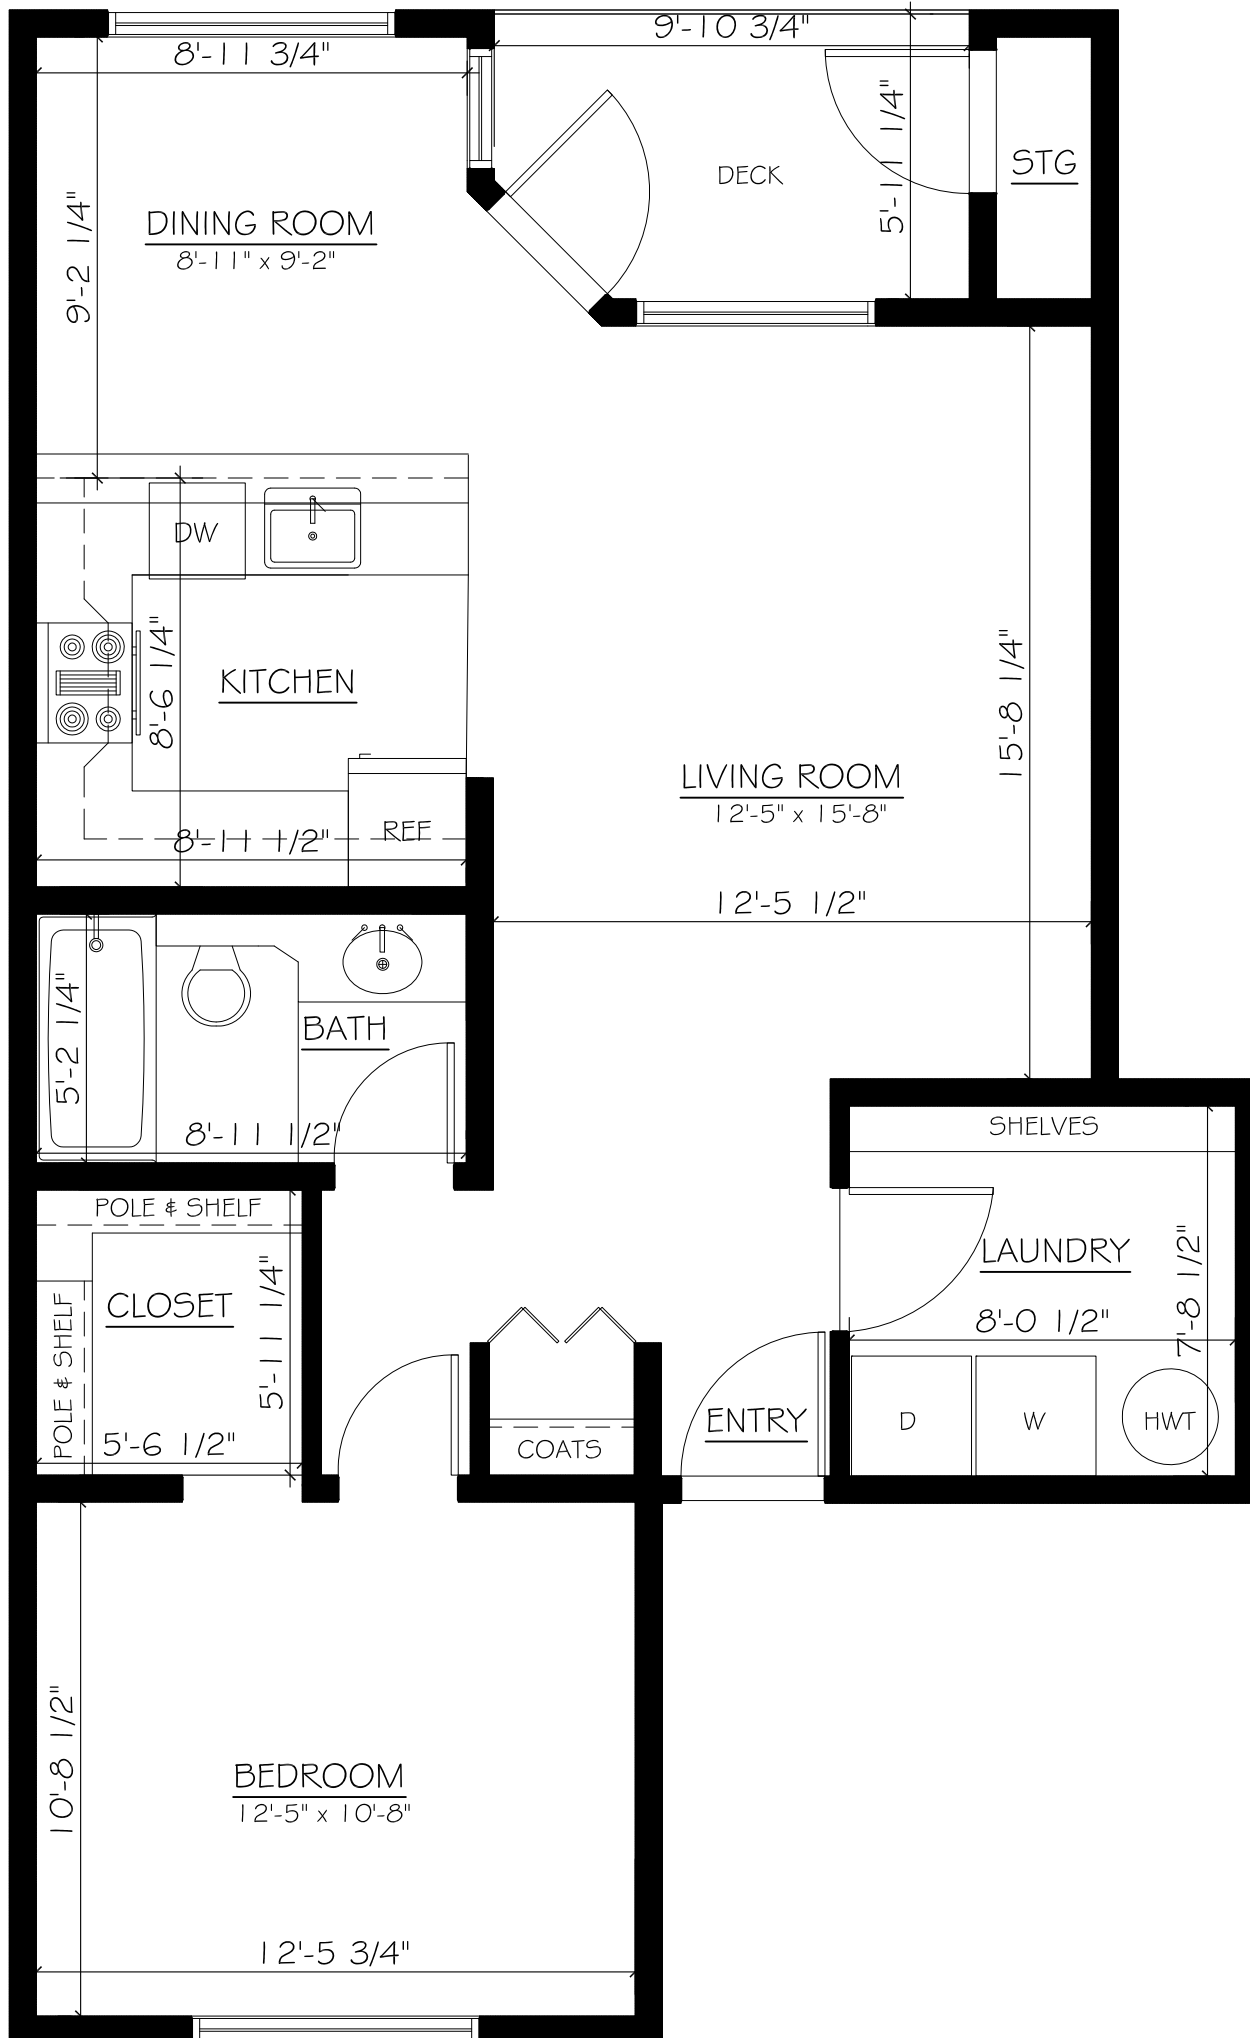 9'-10 3/4"
8'-11 3/4"
5'-11 1/4"
STG
DECK
DINING ROOM
8'-11" x 9'-2"
9'-2 1/4"
DW
KITCHEN
8'-6 1/4"
15'-8 1/4"
LIVING ROOM
12'-5" x 15'-8"
REF
8'-11 1/2"
12'-5 1/2"
BATH
5'-2 1/4"
8'-11 1/2"
SHELVES
POLE & SHELF
LAUNDRY
7'-8 1/2"
CLOSET
5'-11 1/4"
8'-0 1/2"
POLE & SHELF
5'-6 1/2"
COATS
ENTRY
D
W
HWT
10'-8 1/2"
BEDROOM
12'-5" x 10'-8"
12'-5 3/4"